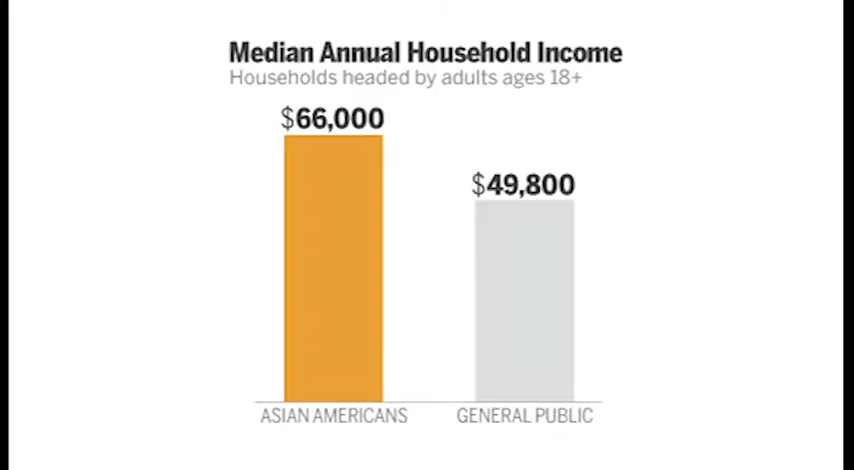 Median Annual Household Income
Households headed by adults ages 18+
$66,000
$49,800
ASIAN AMERICANS
GENERAL PUBLIC